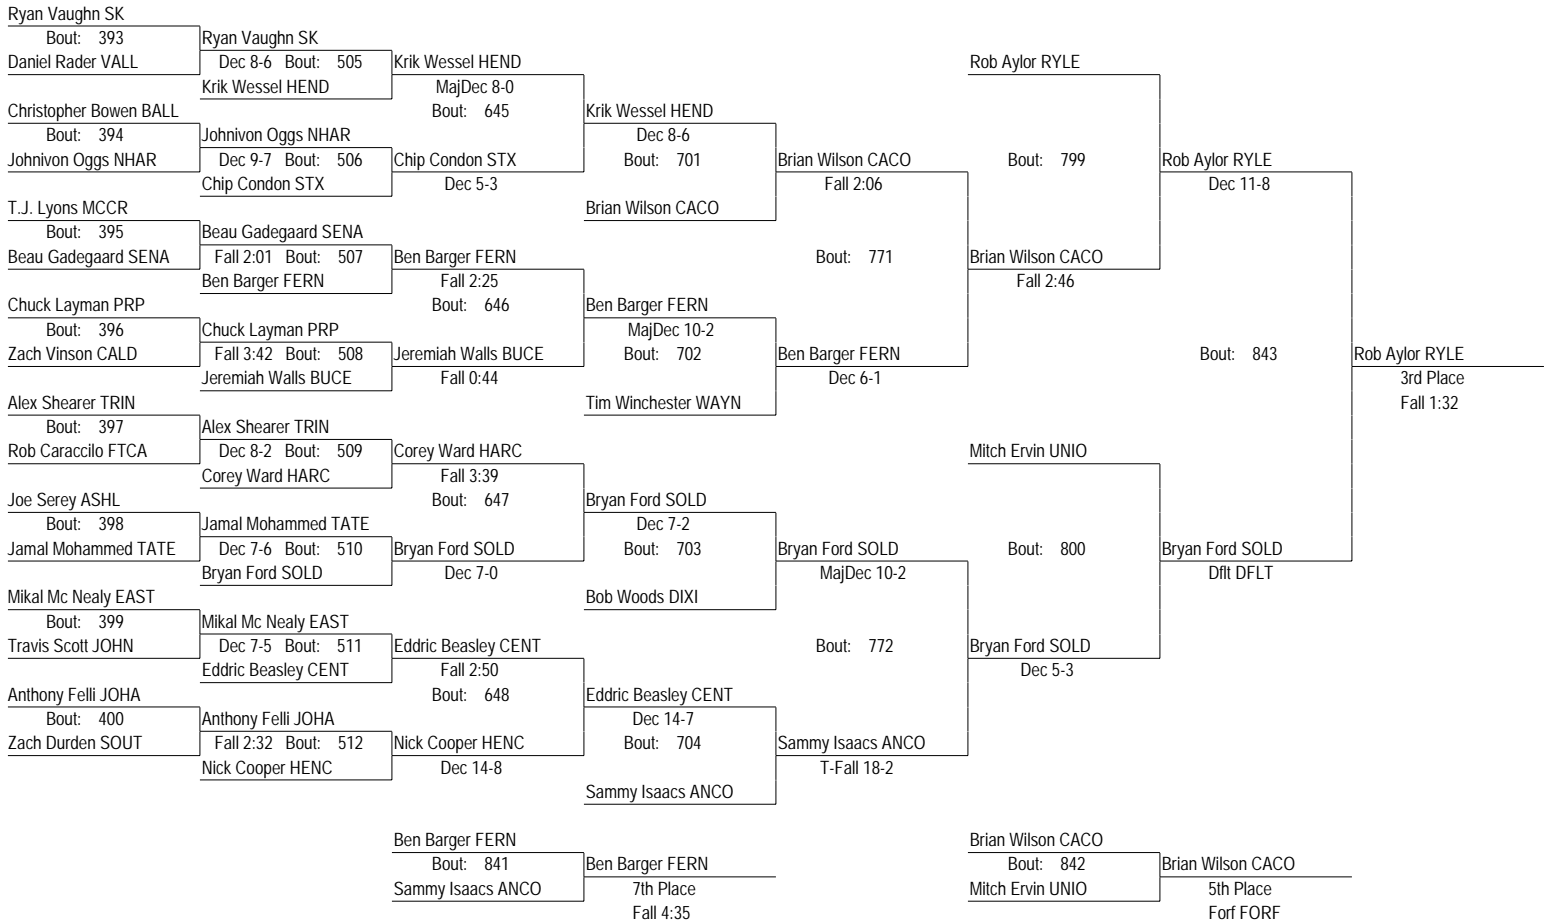 Ryan Vaughn SK
Bout: 393
Ryan Vaughn SK
Daniel Rader VALL
Dec 8-6 Bout: 505
Krik Wessel HEND
Rob Aylor RYLE
Krik Wessel HEND
MajDec 8-0
Christopher Bowen BALL
Bout: 645
Krik Wessel HEND
Bout: 394
Johnivon Oggs NHAR
Dec 8-6
Johnivon Oggs NHAR
Dec 9-7 Bout: 506
Chip Condon STX
Bout: 701
Brian Wilson CACO
Bout: 799
Rob Aylor RYLE
Chip Condon STX
Dec 5-3
Fall 2:06
Dec 11-8
T.J. Lyons MCCR
Brian Wilson CACO
Bout: 395
Beau Gadegaard SENA
Beau Gadegaard SENA
Fall 2:01 Bout: 507
Ben Barger FERN
Bout: 771
Brian Wilson CACO
Ben Barger FERN
Fall 2:25
Fall 2:46
Chuck Layman PRP
Bout: 646
Ben Barger FERN
Bout: 396
Chuck Layman PRP
MajDec 10-2
Zach Vinson CALD
Fall 3:42 Bout: 508
Jeremiah Walls BUCE
Bout: 702
Ben Barger FERN
Bout: 843
Rob Aylor RYLE
Jeremiah Walls BUCE
Fall 0:44
Dec 6-1
3rd Place
Alex Shearer TRIN
Tim Winchester WAYN
Fall 1:32
Bout: 397
Alex Shearer TRIN
Rob Caraccilo FTCA
Dec 8-2 Bout: 509
Corey Ward HARC
Mitch Ervin UNIO
Corey Ward HARC
Fall 3:39
Joe Serey ASHL
Bout: 647
Bryan Ford SOLD
Bout: 398
Jamal Mohammed TATE
Dec 7-2
Jamal Mohammed TATE
Dec 7-6 Bout: 510
Bryan Ford SOLD
Bout: 703
Bryan Ford SOLD
Bout: 800
Bryan Ford SOLD
Bryan Ford SOLD
Dec 7-0
MajDec 10-2
Dflt DFLT
Mikal Mc Nealy EAST
Bob Woods DIXI
Bout: 399
Mikal Mc Nealy EAST
Travis Scott JOHN
Dec 7-5 Bout: 511
Eddric Beasley CENT
Bout: 772
Bryan Ford SOLD
Eddric Beasley CENT
Fall 2:50
Dec 5-3
Anthony Felli JOHA
Bout: 648
Eddric Beasley CENT
Bout: 400
Anthony Felli JOHA
Dec 14-7
Zach Durden SOUT
Fall 2:32 Bout: 512
Nick Cooper HENC
Bout: 704
Sammy Isaacs ANCO
Nick Cooper HENC
Dec 14-8
T-Fall 18-2
Sammy Isaacs ANCO
Ben Barger FERN
Brian Wilson CACO
Bout: 841
Ben Barger FERN
Bout: 842
Brian Wilson CACO
Sammy Isaacs ANCO
7th Place
Mitch Ervin UNIO
5th Place
Fall 4:35
Forf FORF